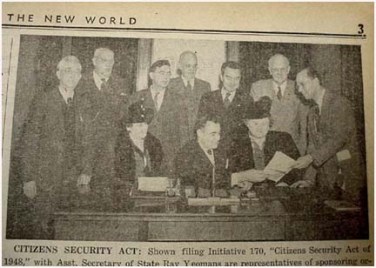 THE NEW WORLD
3
CITIZENS SECURITY ACT: Shown filing Initiative 170, "Citizens Security Act of
1948," with Asst. Secretary of State Ray Yeomans are representatives of sponsoring or-